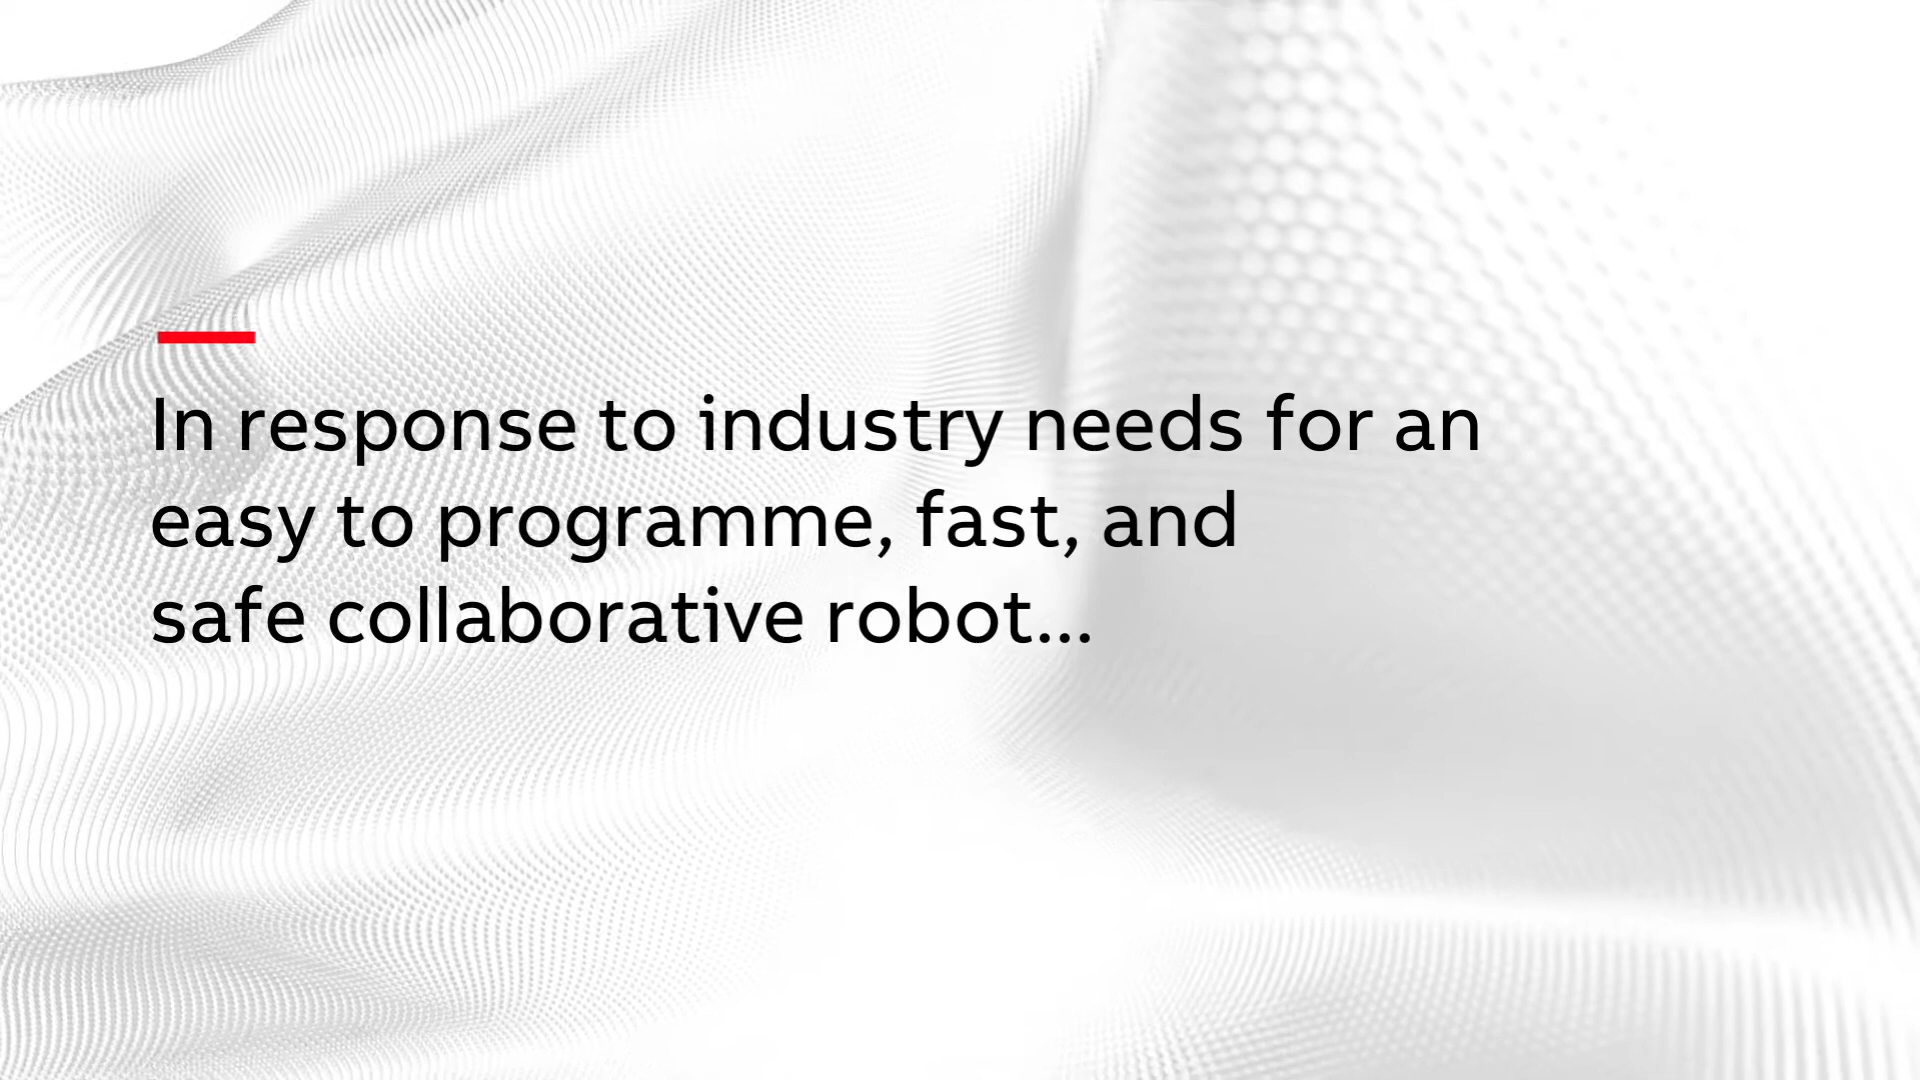 In response to industry needs for an
easy to programme, fast, and
safe collaborative robot...